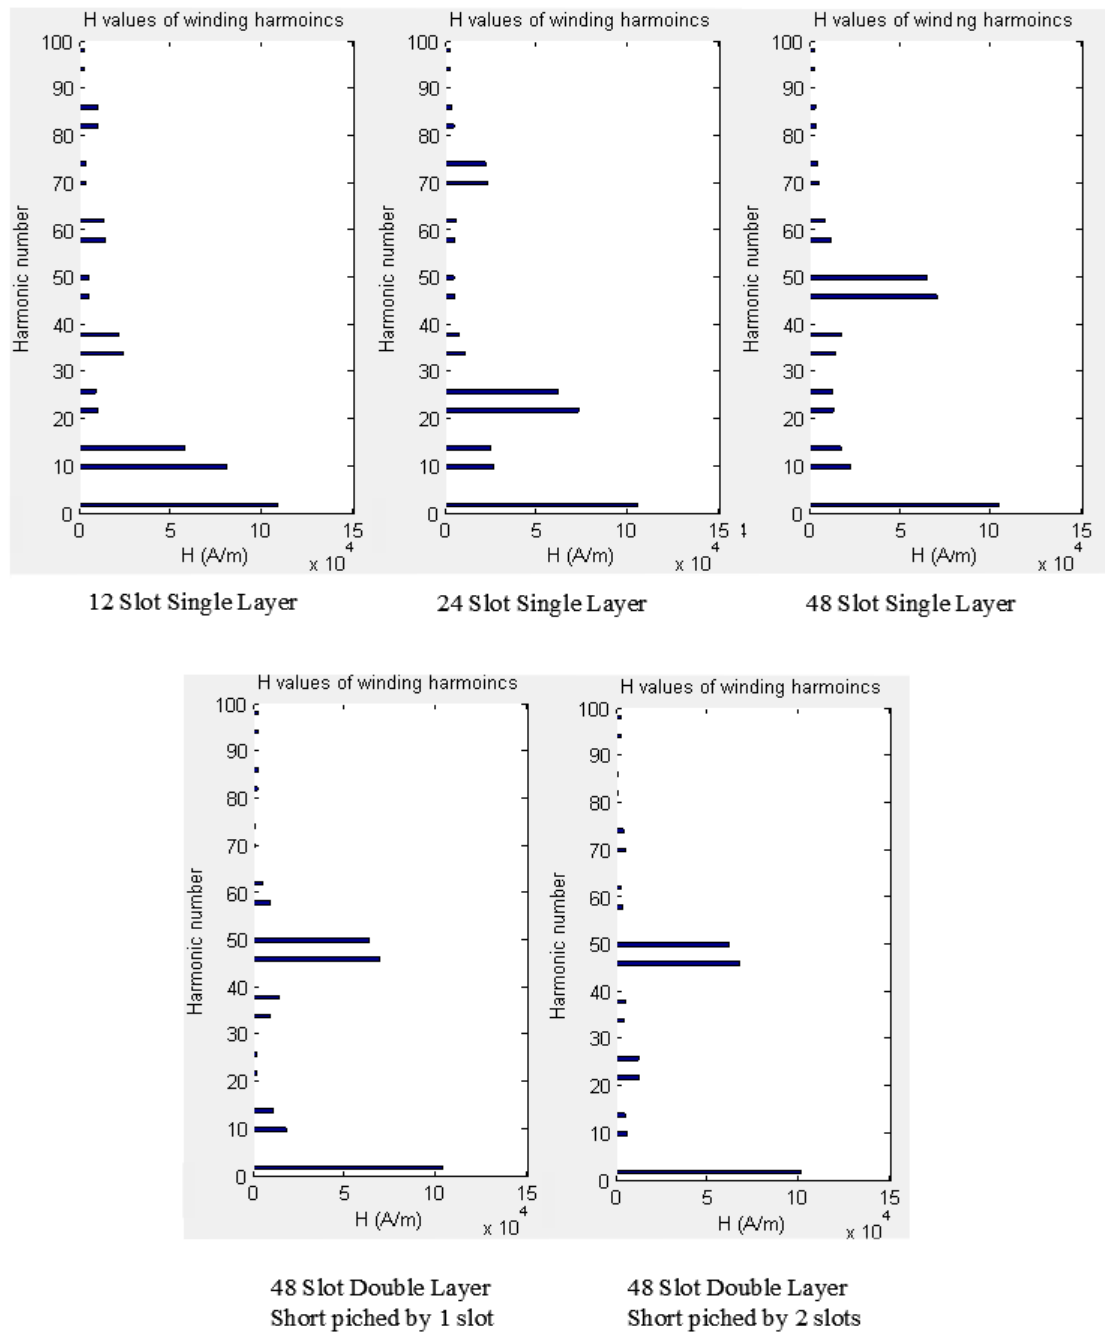 H values of winding harmoincs
100
90
80
70
60
50
40
30
20
10
0
Harmonic number
0 5 10 15
H (A/m)
x 10^4
12 Slot Single Layer
H values of winding harmoincs
100
90
80
70
60
50
40
30
20
10
0
Harmonic number
0 5 10 15
H (A/m)
x 10^4
24 Slot Single Layer
H values of wind ng harmoincs
100
90
80
70
60
50
40
30
20
10
0
Harmonic number
0 5 10 15
H (A/m)
x 10^4
48 Slot Single Layer
H values of winding harmoincs
100
90
80
70
60
50
40
30
20
10
0
Harmonic number
0 5 10 15
H (A/m)
x 10^4
48 Slot Double Layer
Short piched by 1 slot
H values of winding harmoincs
100
90
80
70
60
50
40
30
20
10
0
Harmonic number
0 5 10 15
H (A/m)
x 10^4
48 Slot Double Layer
Short piched by 2 slots